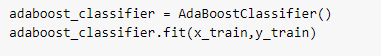 adaboost_classifier = AdaBoostClassifier()
adaboost_classifier.fit(x_train,y_train)